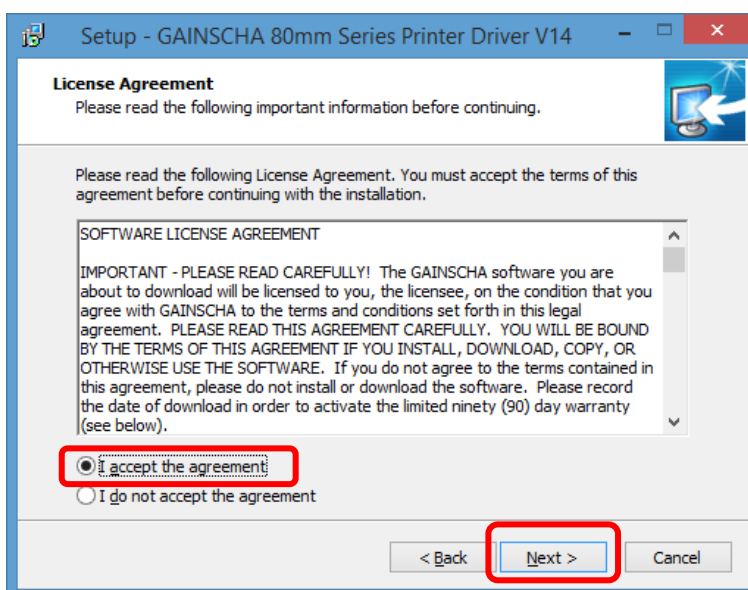 Setup - GAINSCHA 80mm Series Printer Driver V14
License Agreement
Please read the following important information before continuing.
Please read the following License Agreement. You must accept the terms of this
agreement before continuing with the installation.
SOFTWARE LICENSE AGREEMENT
IMPORTANT - PLEASE READ CAREFULLY! The GAINSCHA software you are
about to download will be licensed to you, the licensee, on the condition that you
agree with GAINSCHA to the terms and conditions set forth in this legal
agreement. PLEASE READ THIS AGREEMENT CAREFULLY. YOU WILL BE BOUND
BY THE TERMS OF THIS AGREEMENT IF YOU INSTALL, DOWNLOAD, COPY, OR
OTHERWISE USE THE SOFTWARE. If you do not agree to the terms contained in
this agreement, please do not install or download the software. Please record
the date of download in order to activate the limited ninety (90) day warranty
(see below).
I accept the agreement
I do not accept the agreement
< Back Next > Cancel